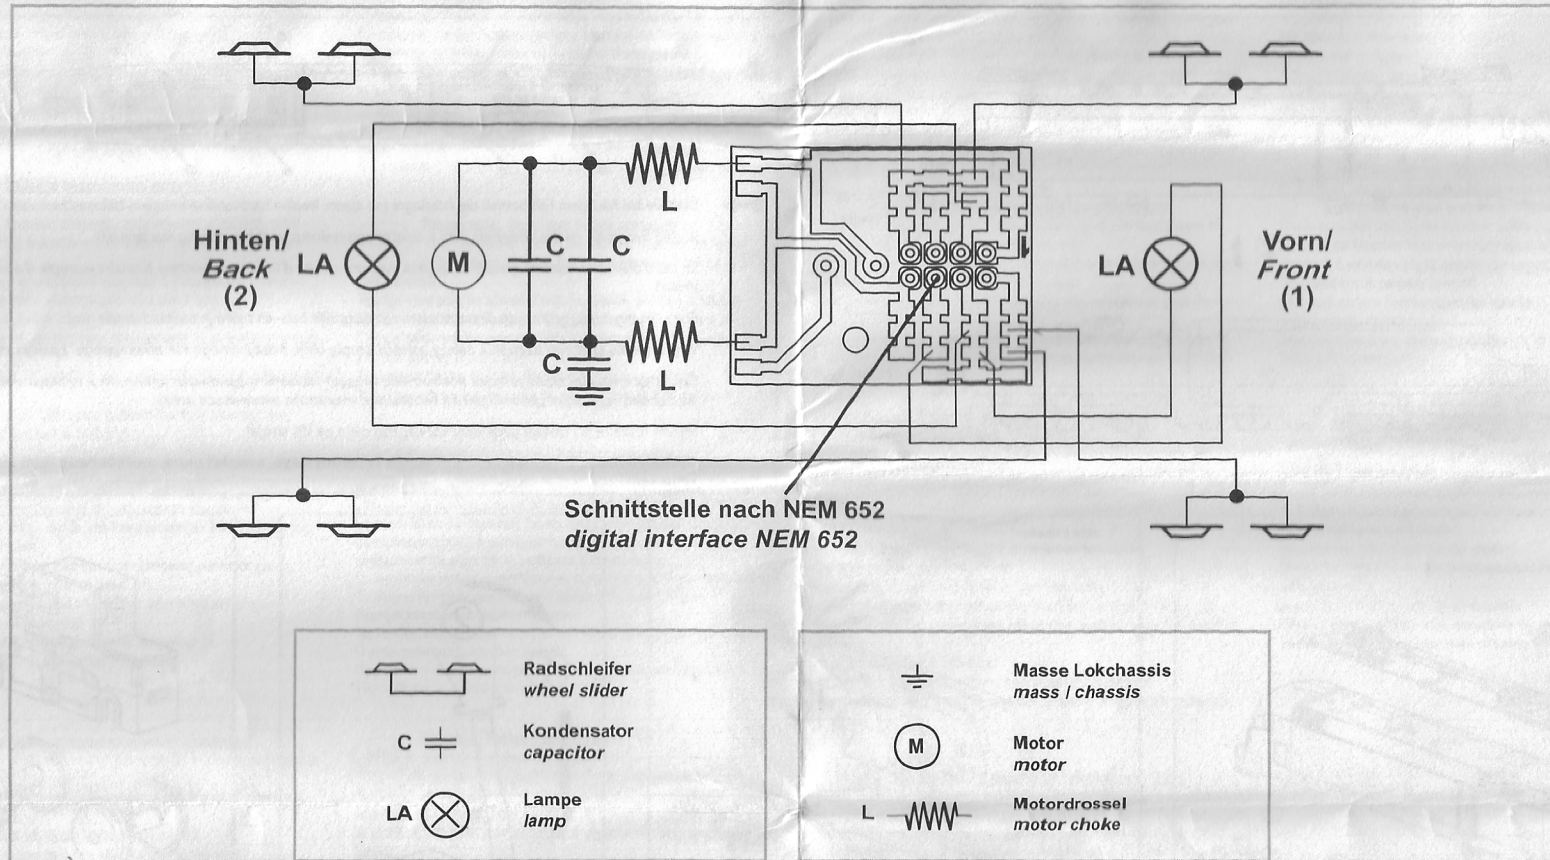 Hinten/
Back
(2)
LA
M
C
C
L
C
L
LA
Vorn/
Front
(1)
Schnittstelle nach NEM 652
digital interface NEM 652
Radschleifer
wheel slider
C
Kondensator
capacitor
LA
Lampe
lamp
Masse Lokchassis
mass / chassis
M
Motor
motor
L
Motordrossel
motor choke